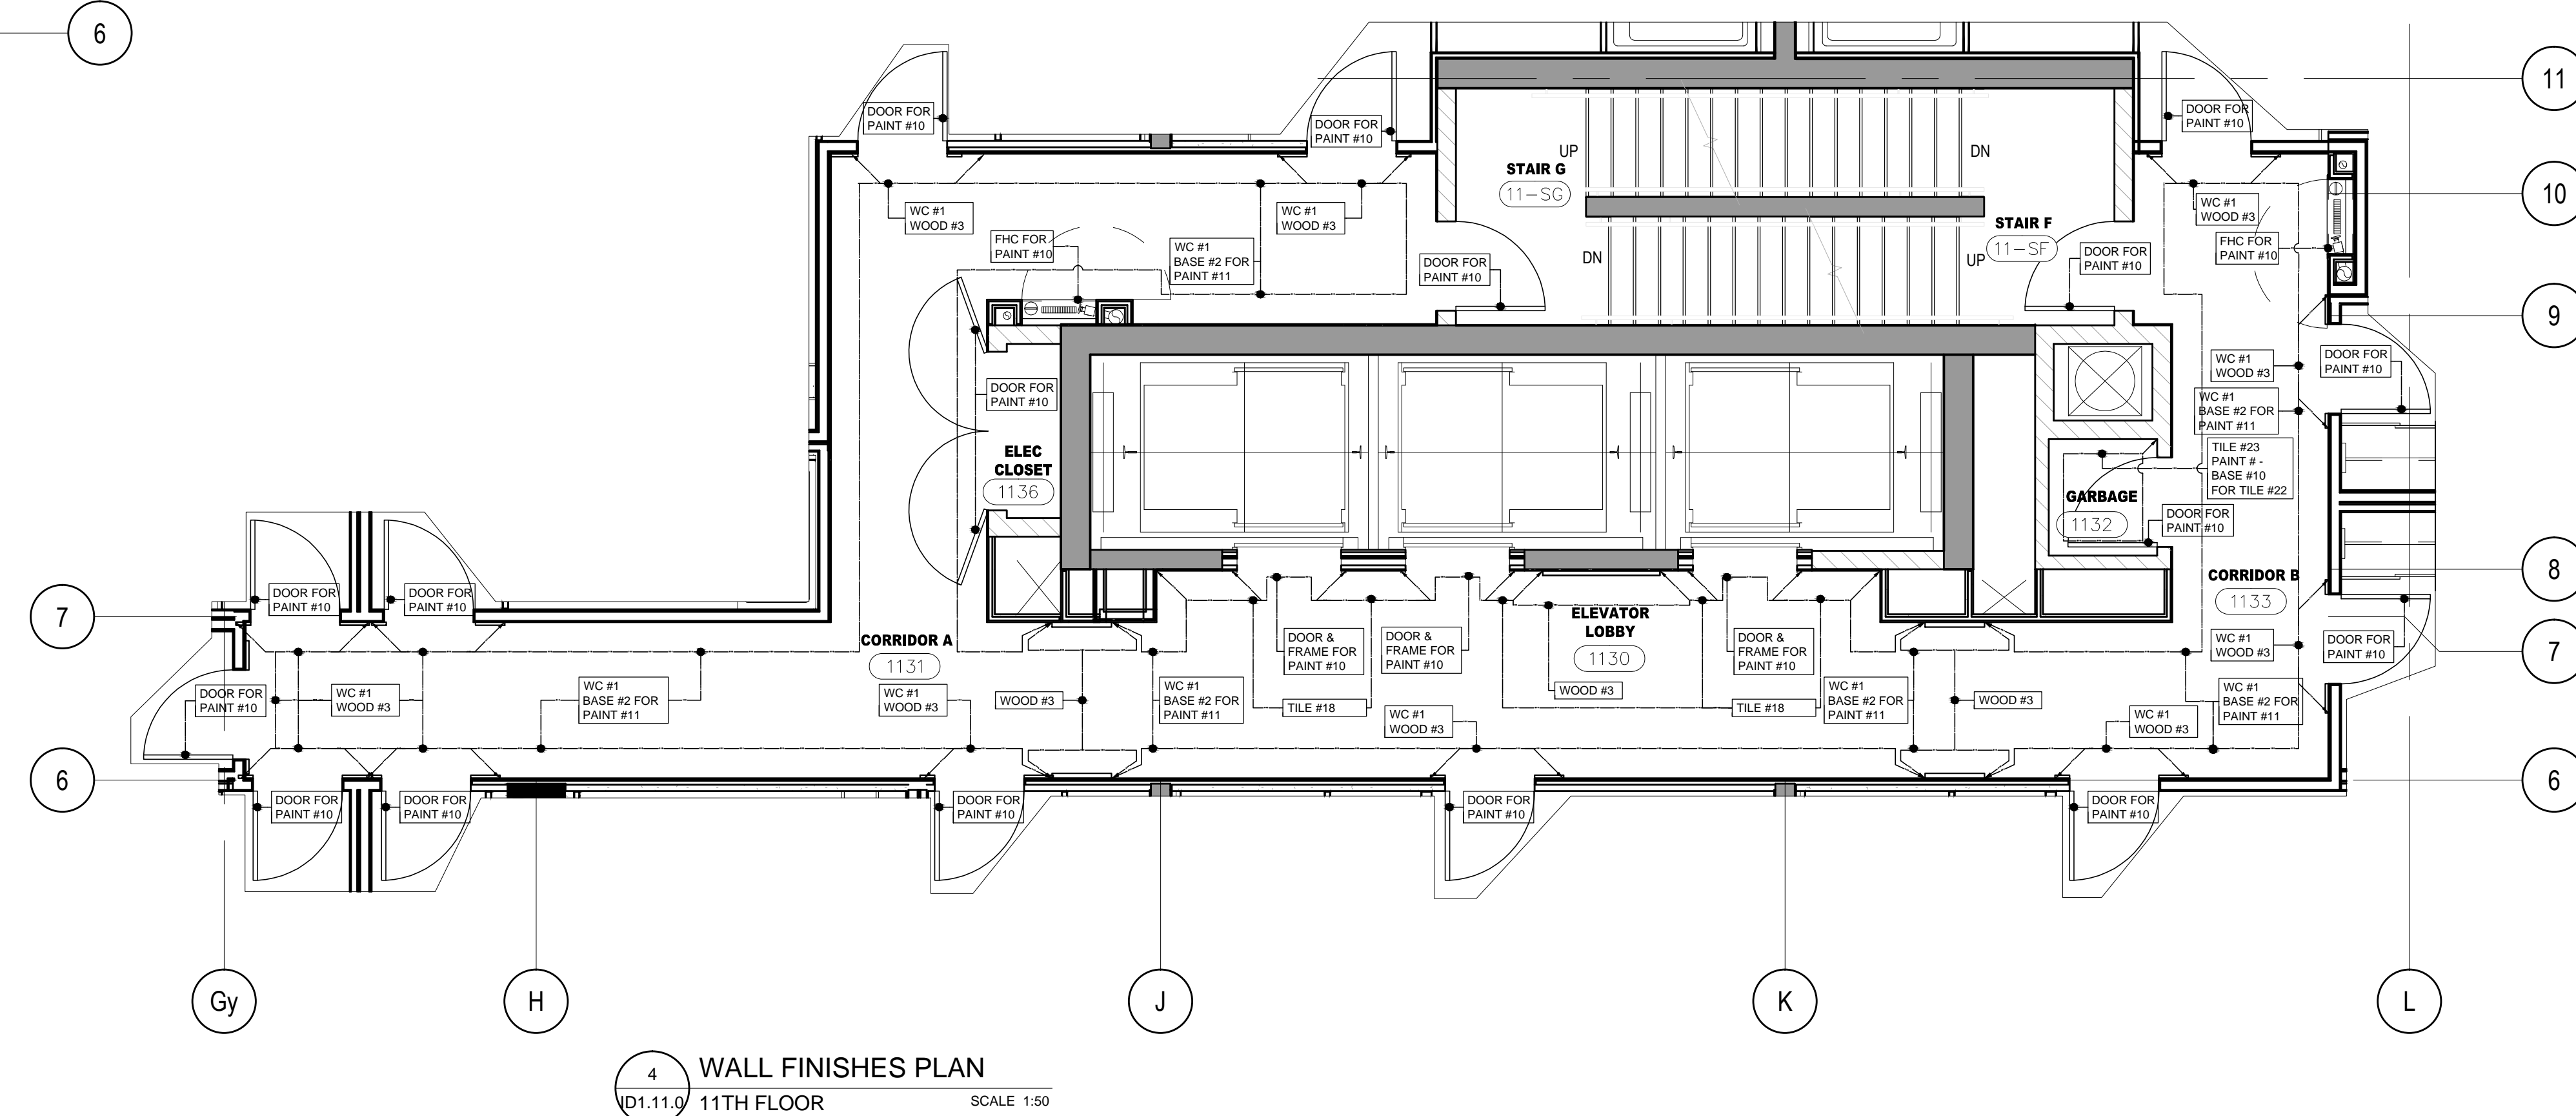 6
11
DOOR FOR
PAINT #10
DOOR FOR
PAINT #10
DOOR FOR
PAINT #10
UP
DN
STAIR G
11-SG
10
WC #1
WOOD #3
WC #1
WOOD #3
WC #1
WOOD #3
STAIR F
11-SF
FHC FOR
PAINT #10
WC #1
BASE #2 FOR
PAINT #11
DOOR FOR
PAINT #10
DN
UP
DOOR FOR
PAINT #10
FHC FOR
PAINT #10
9
DOOR FOR
PAINT #10
WC #1
WOOD #3
DOOR FOR
PAINT #10
WC #1
BASE #2 FOR
PAINT #11
ELEC
CLOSET
1136
TILE #23
PAINT # -
BASE #10
FOR TILE #22
GARBAGE
1132
DOOR FOR
PAINT #10
DOOR FOR
PAINT #10
DOOR FOR
PAINT #10
CORRIDOR B
1133
8
7
CORRIDOR A
1131
DOOR &
FRAME FOR
PAINT #10
DOOR &
FRAME FOR
PAINT #10
ELEVATOR
LOBBY
1130
DOOR &
FRAME FOR
PAINT #10
WC #1
WOOD #3
DOOR FOR
PAINT #10
7
DOOR FOR
PAINT #10
WC #1
WOOD #3
WC #1
BASE #2 FOR
PAINT #11
WC #1
WOOD #3
WOOD #3
WC #1
BASE #2 FOR
PAINT #11
TILE #18
WOOD #3
TILE #18
WC #1
BASE #2 FOR
PAINT #11
WOOD #3
WC #1
BASE #2 FOR
PAINT #11
WC #1
WOOD #3
WC #1
WOOD #3
6
6
DOOR FOR
PAINT #10
DOOR FOR
PAINT #10
DOOR FOR
PAINT #10
DOOR FOR
PAINT #10
DOOR FOR
PAINT #10
Gy
H
J
K
L
4
ID1.11.0
WALL FINISHES PLAN
11TH FLOOR
SCALE 1:50